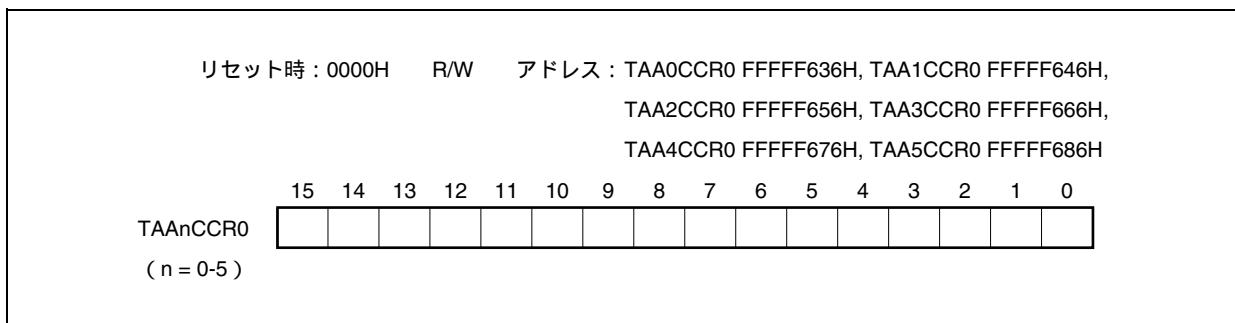 リセット時：0000H R/W アドレス：TAA0CCR0 FFFFF636H, TAA1CCR0 FFFFF646H,
TAA2CCR0 FFFFF656H, TAA3CCR0 FFFFF666H,
TAA4CCR0 FFFFF676H, TAA5CCR0 FFFFF686H
15 14 13 12 11 10 9 8 7 6 5 4 3 2 1 0
TAAnCCR0
（n = 0-5）